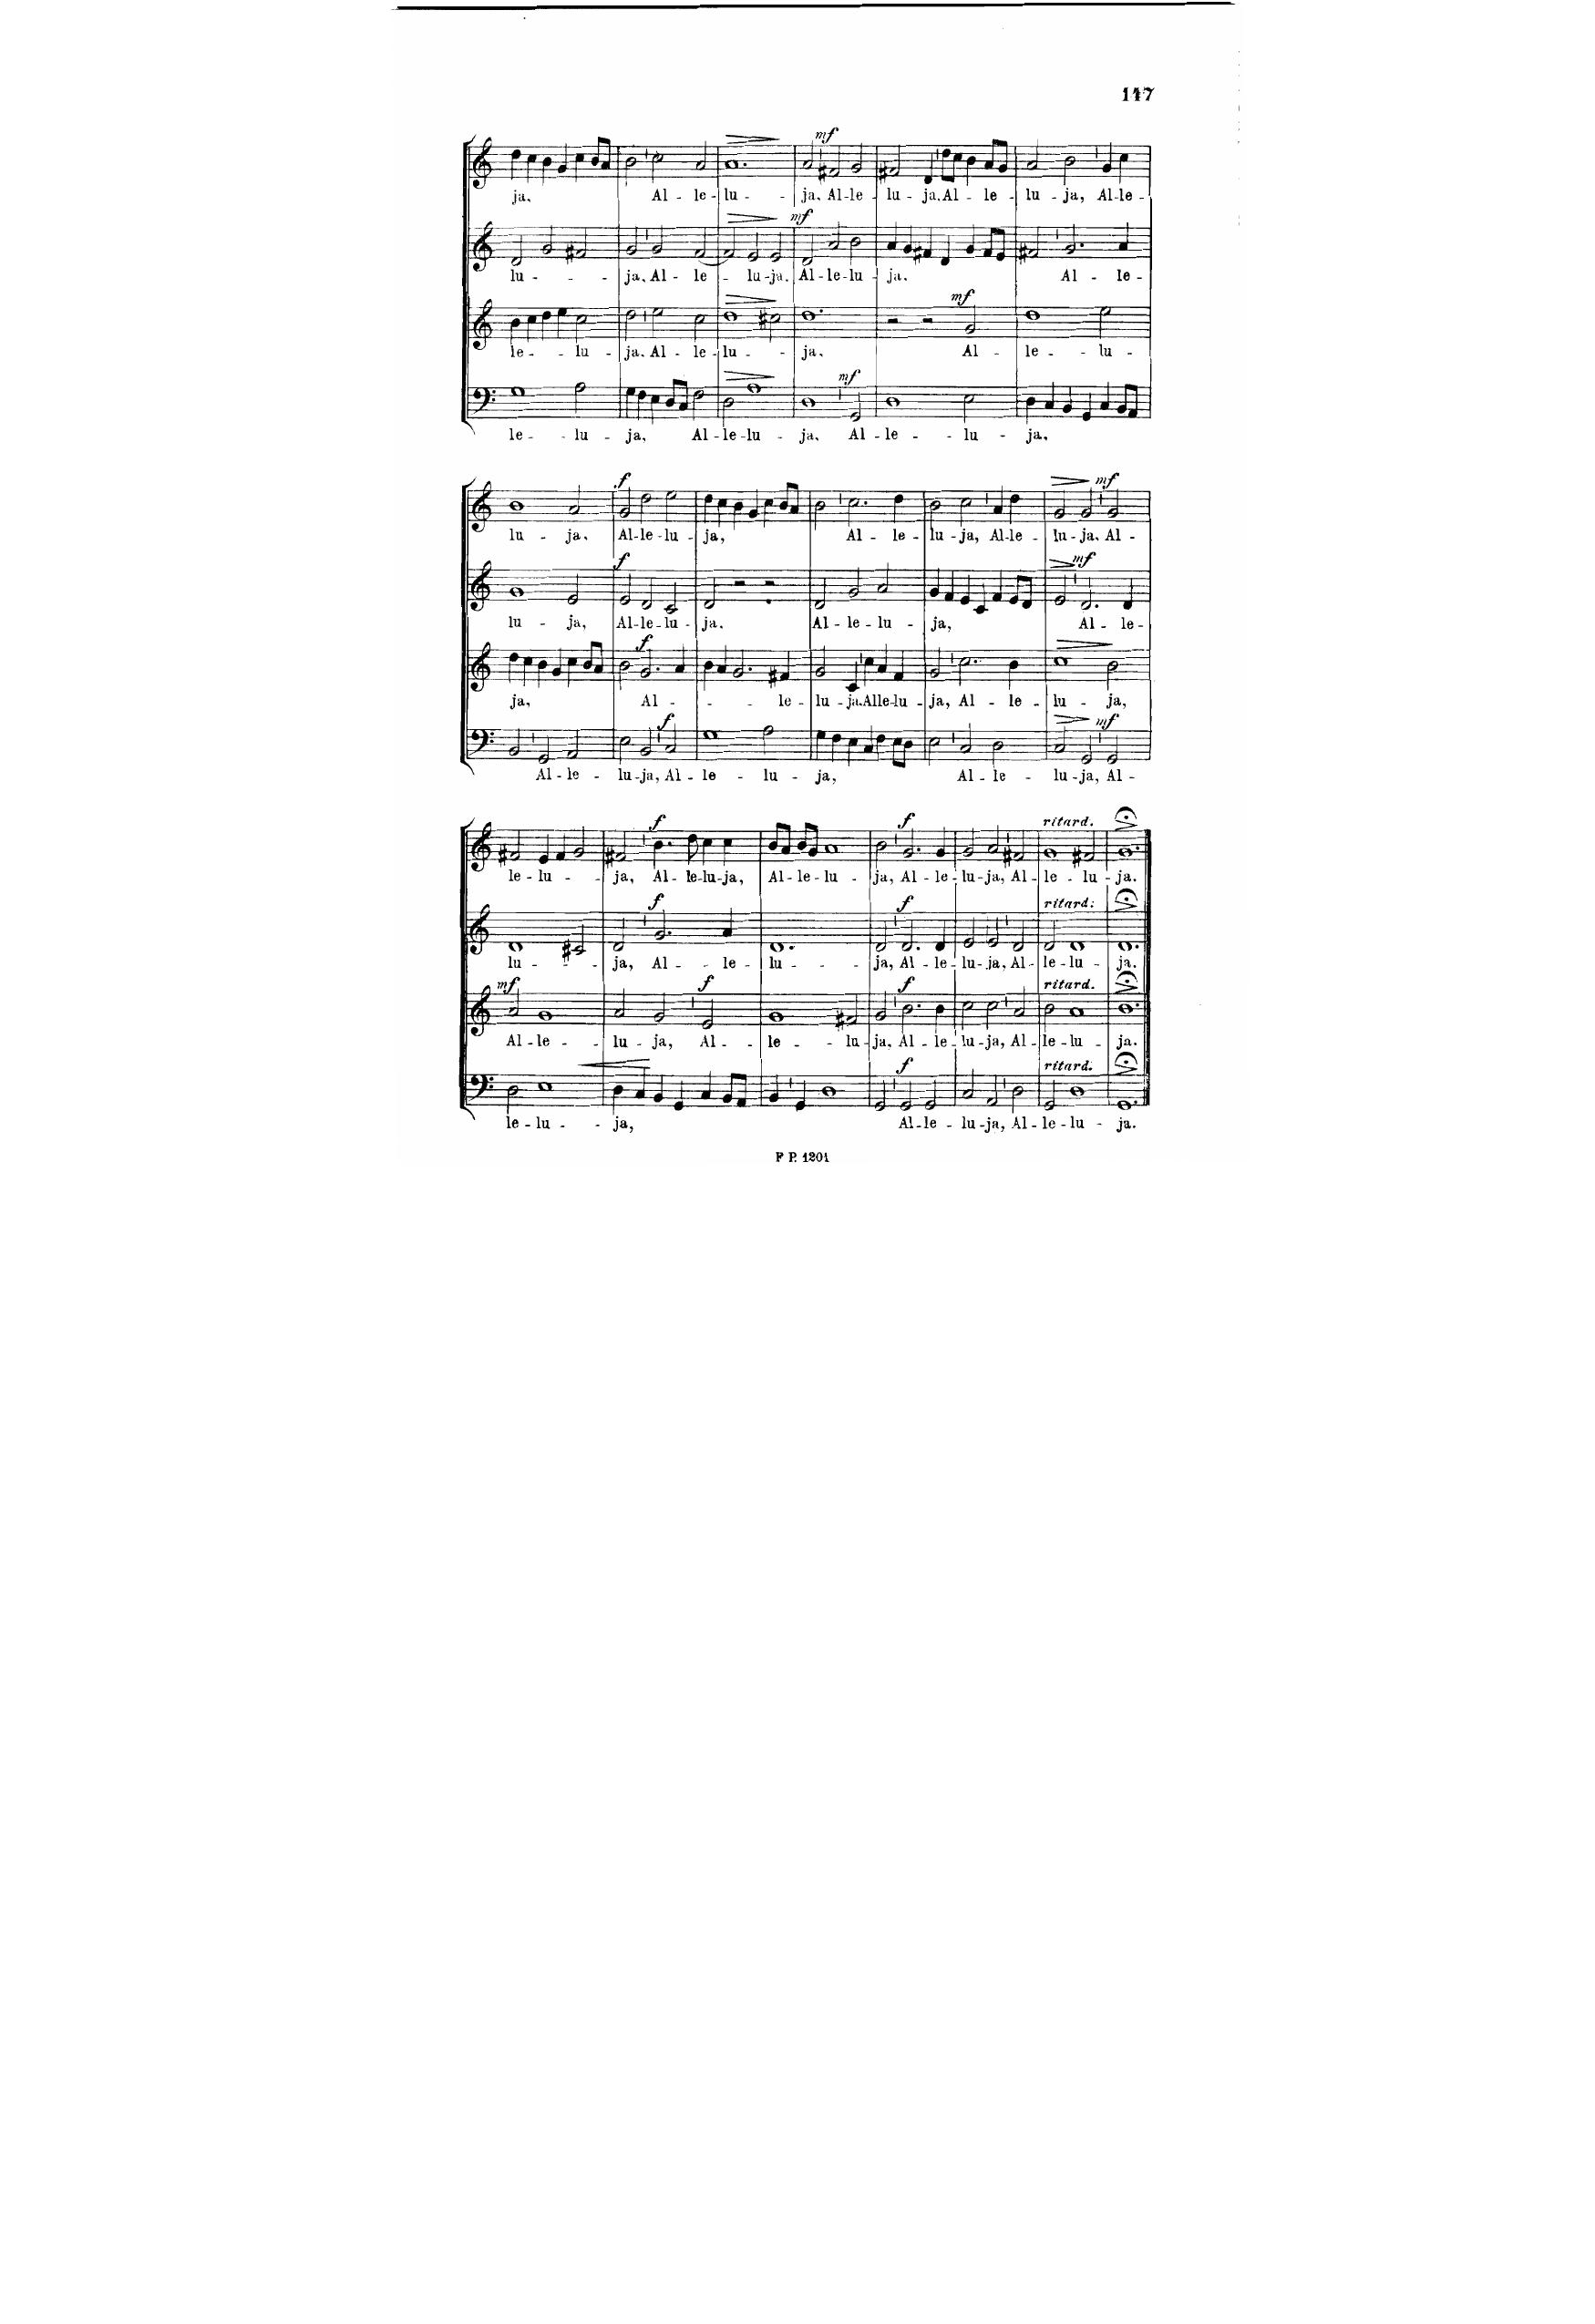 147
mf
ja. Al - le - lu - - ja. Al-le - lu - ja. Al - le - lu - ja, Al-le-
mf
lu - - - ja. Al - le - lu-ja. Al-le-lu - ja. Al - le-
mf
le - - lu - ja. Al - le - lu - - ja. Al - le - - lu -
mf
le - - lu - ja, Al-le-lu - ja. Al - le - - lu - ja.
f mf
lu - ja. Al-le-lu - ja, Al - le - lu-ja, Al-le - lu-ja. Al -
f mf
lu - ja, Al-le-lu - ja. Al - le - lu - ja, Al - le-
f
ja, Al - - - le - lu - ja. Alle-lu - ja, Al - le - lu - ja,
f mf
Al - le - lu-ja, Al - le - lu - ja, Al - le - lu-ja, Al -
f f ritard.
le - lu - - ja, Al - le-lu-ja, Al - le - lu - ja, Al - le - lu-ja, Al - le - lu - ja.
f f ritard.
lu - - - ja, Al - - le - lu - - - ja, Al - le - lu-ja, Al - le - lu - ja.
mf f f ritard.
Al - le - - lu - ja, Al - - le - - lu - ja. Al - le - lu-ja, Al - le - lu - ja.
f ritard.
le - lu - - ja, Al - le - lu-ja, Al - le - lu - ja.
F. P. 1201